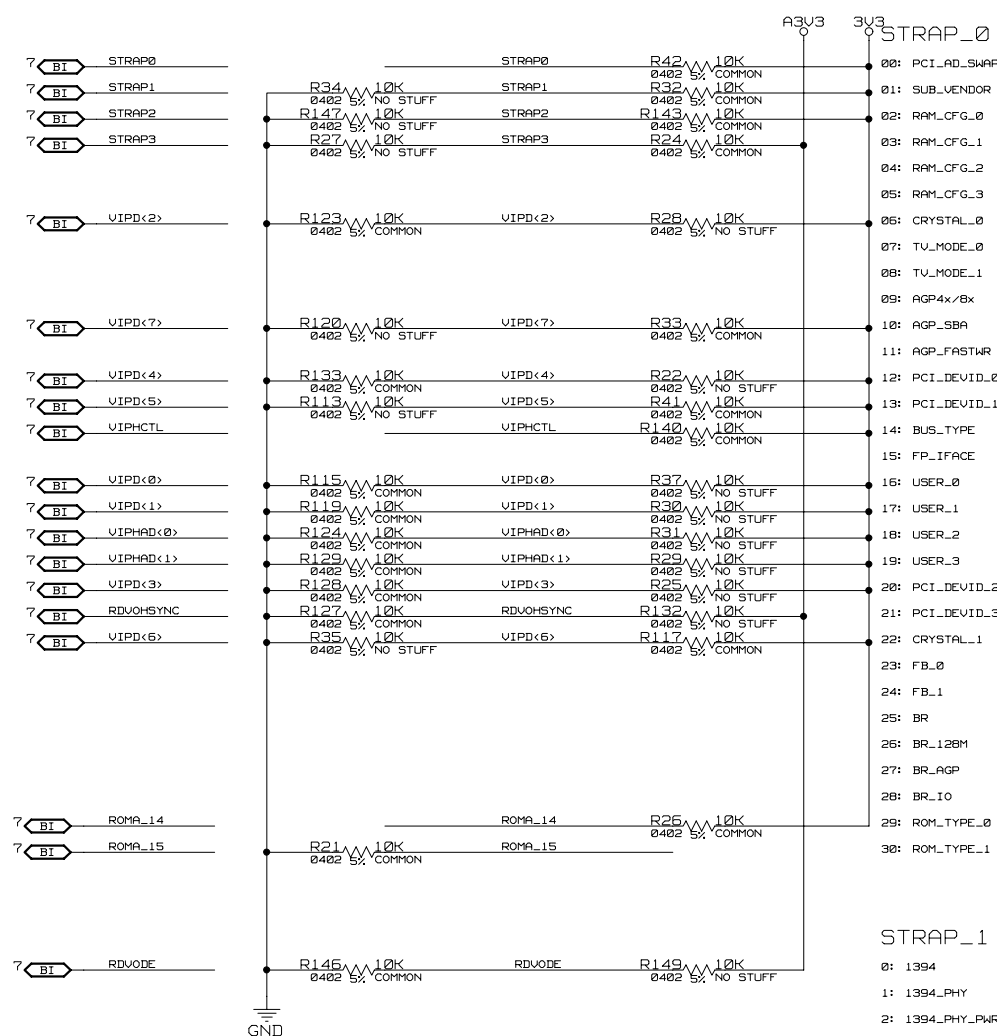 A3V3 3V3 STRAP_0
7 BI STRAP0 STRAP0 R42 10K 00: PCI_AD_SWAP
0402 5% COMMON
7 BI STRAP1 R34 10K STRAP1 R32 10K 01: SUB_VENDOR
0402 5% NO STUFF 0402 5% COMMON
7 BI STRAP2 R147 10K STRAP2 R143 10K 02: RAM_CFG_0
0402 5% NO STUFF 0402 5% COMMON
7 BI STRAP3 R27 10K STRAP3 R24 10K 03: RAM_CFG_1
0402 5% NO STUFF 0402 5% COMMON
04: RAM_CFG_2
05: RAM_CFG_3
7 BI VIPD<2> R123 10K VIPD<2> R28 10K 06: CRYSTAL_0
0402 5% COMMON 0402 5% NO STUFF
07: TV_MODE_0
08: TV_MODE_1
09: AGP4x/8x
7 BI VIPD<7> R120 10K VIPD<7> R33 10K 10: AGP_SBA
0402 5% NO STUFF 0402 5% COMMON
11: AGP_FASTWR
7 BI VIPD<4> R133 10K VIPD<4> R22 10K 12: PCI_DEVID_0
0402 5% COMMON 0402 5% NO STUFF
7 BI VIPD<5> R113 10K VIPD<5> R41 10K 13: PCI_DEVID_1
0402 5% NO STUFF 0402 5% COMMON
7 BI VIPHCTL VIPHCTL R140 10K 14: BUS_TYPE
0402 5% COMMON
15: FP_IFACE
7 BI VIPD<0> R115 10K VIPD<0> R37 10K 16: USER_0
0402 5% COMMON 0402 5% NO STUFF
7 BI VIPD<1> R119 10K VIPD<1> R30 10K 17: USER_1
0402 5% COMMON 0402 5% NO STUFF
7 BI VIPHAD<0> R124 10K VIPHAD<0> R31 10K 18: USER_2
0402 5% COMMON 0402 5% NO STUFF
7 BI VIPHAD<1> R129 10K VIPHAD<1> R29 10K 19: USER_3
0402 5% COMMON 0402 5% NO STUFF
7 BI VIPD<3> R128 10K VIPD<3> R25 10K 20: PCI_DEVID_2
0402 5% COMMON 0402 5% NO STUFF
7 BI RDVOHSYNC R127 10K RDVOHSYNC R132 10K 21: PCI_DEVID_3
0402 5% COMMON 0402 5% NO STUFF
7 BI VIPD<6> R35 10K VIPD<6> R117 10K 22: CRYSTAL_1
0402 5% NO STUFF 0402 5% COMMON
23: FB_0
24: FB_1
25: BR
26: BR_128M
27: BR_AGP
28: BR_IO
7 BI ROMA_14 ROMA_14 R26 10K 29: ROM_TYPE_0
0402 5% COMMON
7 BI ROMA_15 R21 10K ROMA_15 30: ROM_TYPE_1
0402 5% COMMON
STRAP_1
7 BI RDVODE R146 10K RDVODE R149 10K 0: 1394
0402 5% COMMON 0402 5% NO STUFF
1: 1394_PHY
2: 1394_PHY_PWR
GND